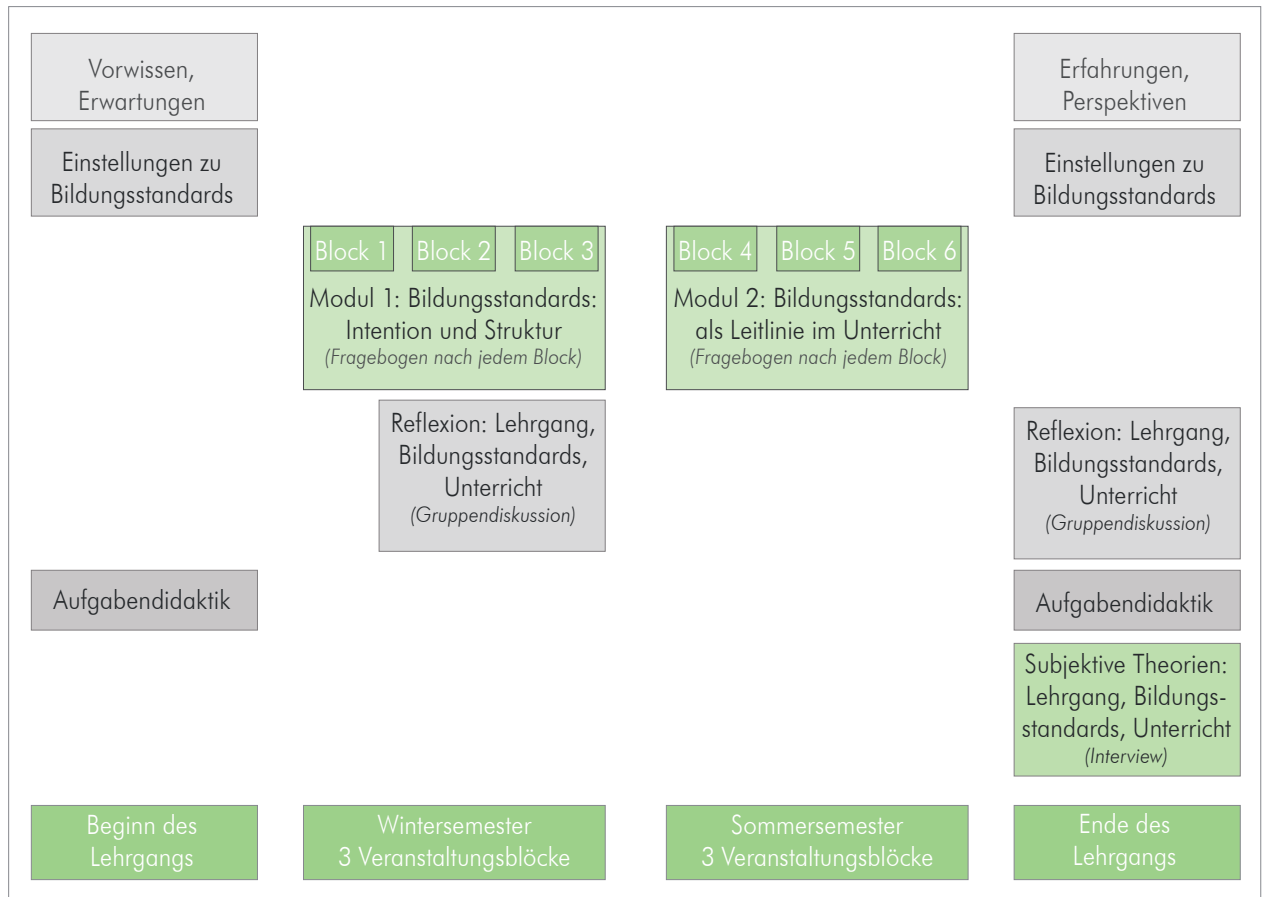 Vorwissen,
Erwartungen
Erfahrungen,
Perspektiven
Einstellungen zu
Bildungsstandards
Einstellungen zu
Bildungsstandards
Block 1
Block 2
Block 3
Modul 1: Bildungsstandards:
Intention und Struktur
(Fragebogen nach jedem Block)
Block 4
Block 5
Block 6
Modul 2: Bildungsstandards:
als Leitlinie im Unterricht
(Fragebogen nach jedem Block)
Reflexion: Lehrgang,
Bildungsstandards,
Unterricht
(Gruppendiskussion)
Reflexion: Lehrgang,
Bildungsstandards,
Unterricht
(Gruppendiskussion)
Aufgabendidaktik
Aufgabendidaktik
Subjektive Theorien:
Lehrgang, Bildungs-
standards, Unterricht
(Interview)
Beginn des
Lehrgangs
Wintersemester
3 Veranstaltungsblöcke
Sommersemester
3 Veranstaltungsblöcke
Ende des
Lehrgangs